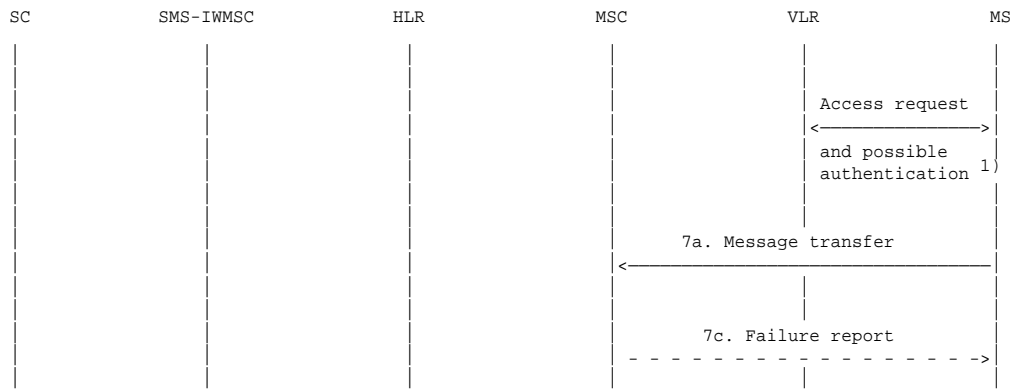 SC SMS-IWMSC HLR MSC VLR MS
Access request
and possible
authentication 1)
7a. Message transfer
7c. Failure report